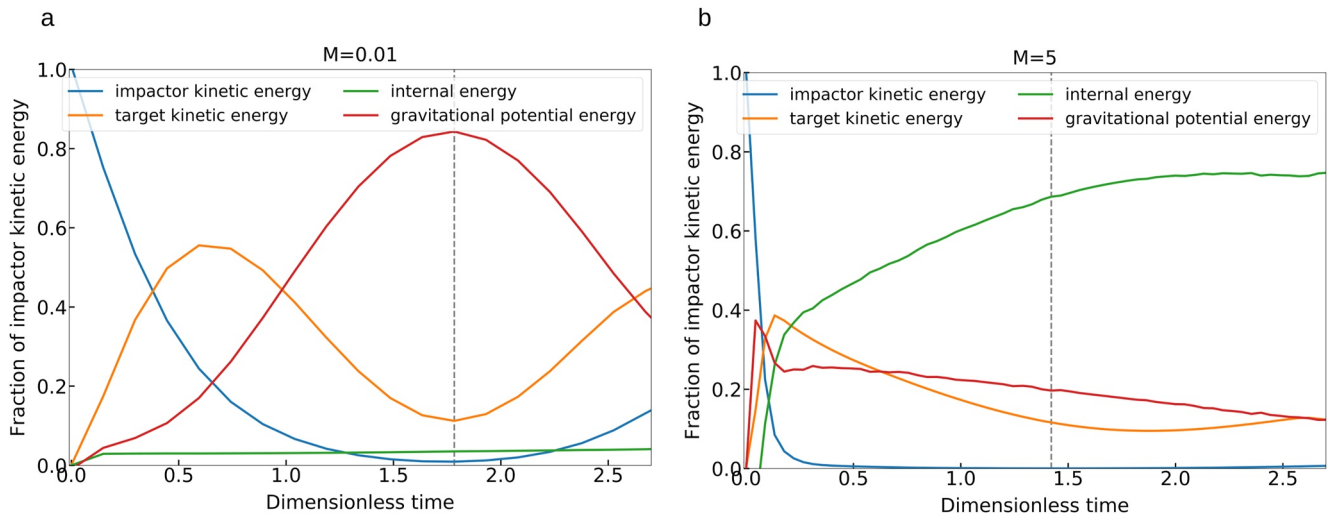 a
M=0.01
Fraction of impactor kinetic energy
1.0
0.8
0.6
0.4
0.2
0.0
impactor kinetic energy
target kinetic energy
internal energy
gravitational potential energy
0.0 0.5 1.0 1.5 2.0 2.5
Dimensionless time
b
M=5
Fraction of impactor kinetic energy
1.0
0.8
0.6
0.4
0.2
0.0
impactor kinetic energy
target kinetic energy
internal energy
gravitational potential energy
0.0 0.5 1.0 1.5 2.0 2.5
Dimensionless time